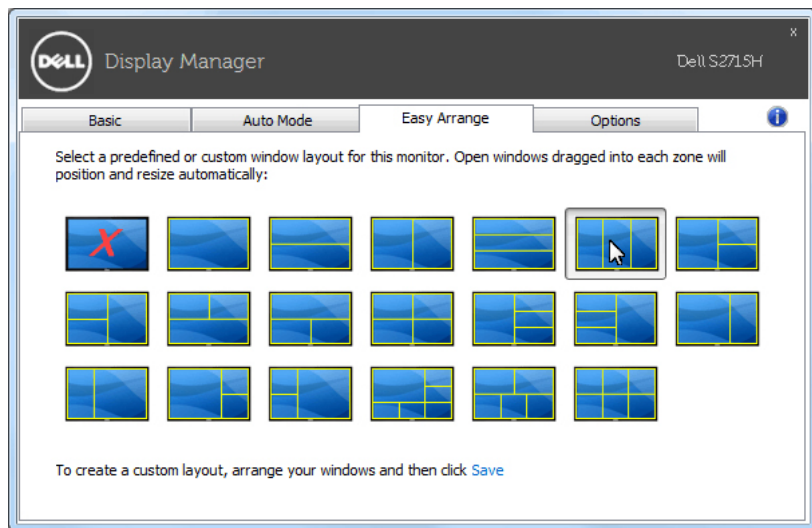 x
DELL Display Manager Dell S2715H
Basic Auto Mode Easy Arrange Options i
Select a predefined or custom window layout for this monitor. Open windows dragged into each zone will
position and resize automatically:
X
To create a custom layout, arrange your windows and then click Save